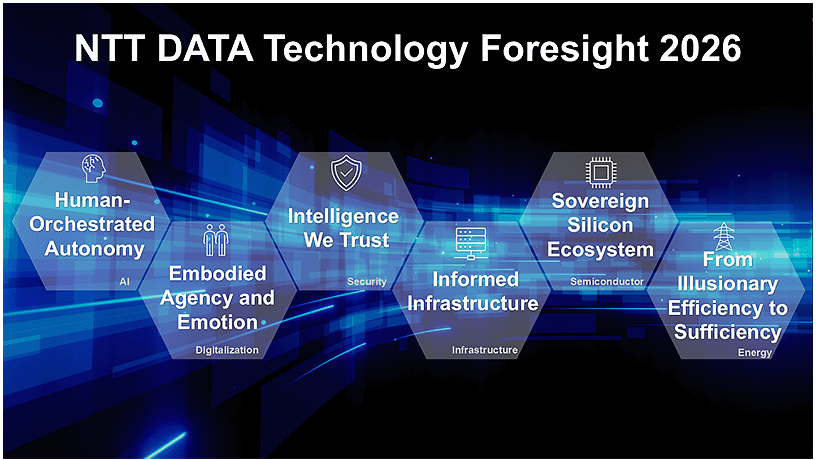 NTT DATA Technology Foresight 2026
Human-
Orchestrated
Autonomy
AI
Embodied
Agency and
Emotion
Digitalization
Intelligence
We Trust
Security
Informed
Infrastructure
Infrastructure
Sovereign
Silicon
Ecosystem
Semiconductor
From
Illusionary
Efficiency to
Sufficiency
Energy